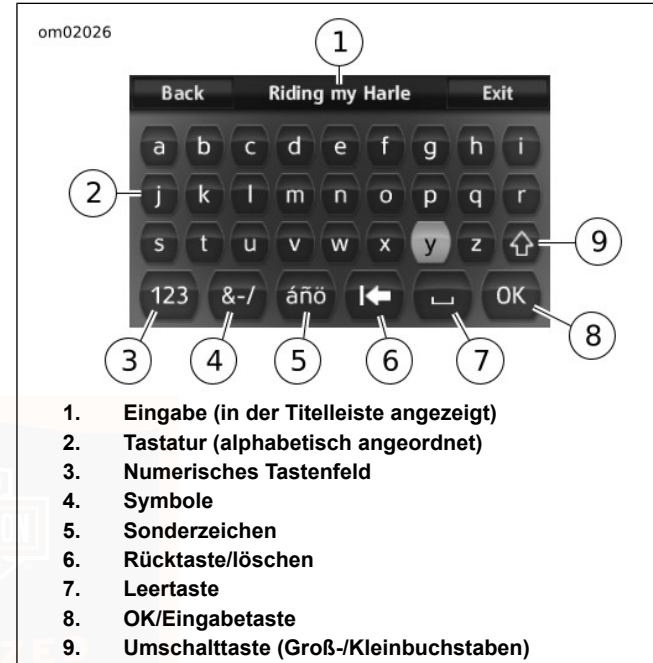 om02026
1
Back Riding my Harle Exit
a b c d e f g h i
2 j k l m n o p q r
s t u v w x y z 9
123 &-/ áñö OK
3 4 5 6 7 8
1. Eingabe (in der Titelleiste angezeigt)
2. Tastatur (alphabetisch angeordnet)
3. Numerisches Tastenfeld
4. Symbole
5. Sonderzeichen
6. Rücktaste/löschen
7. Leertaste
8. OK/Eingabetaste
9. Umschalttaste (Groß-/Kleinbuchstaben)